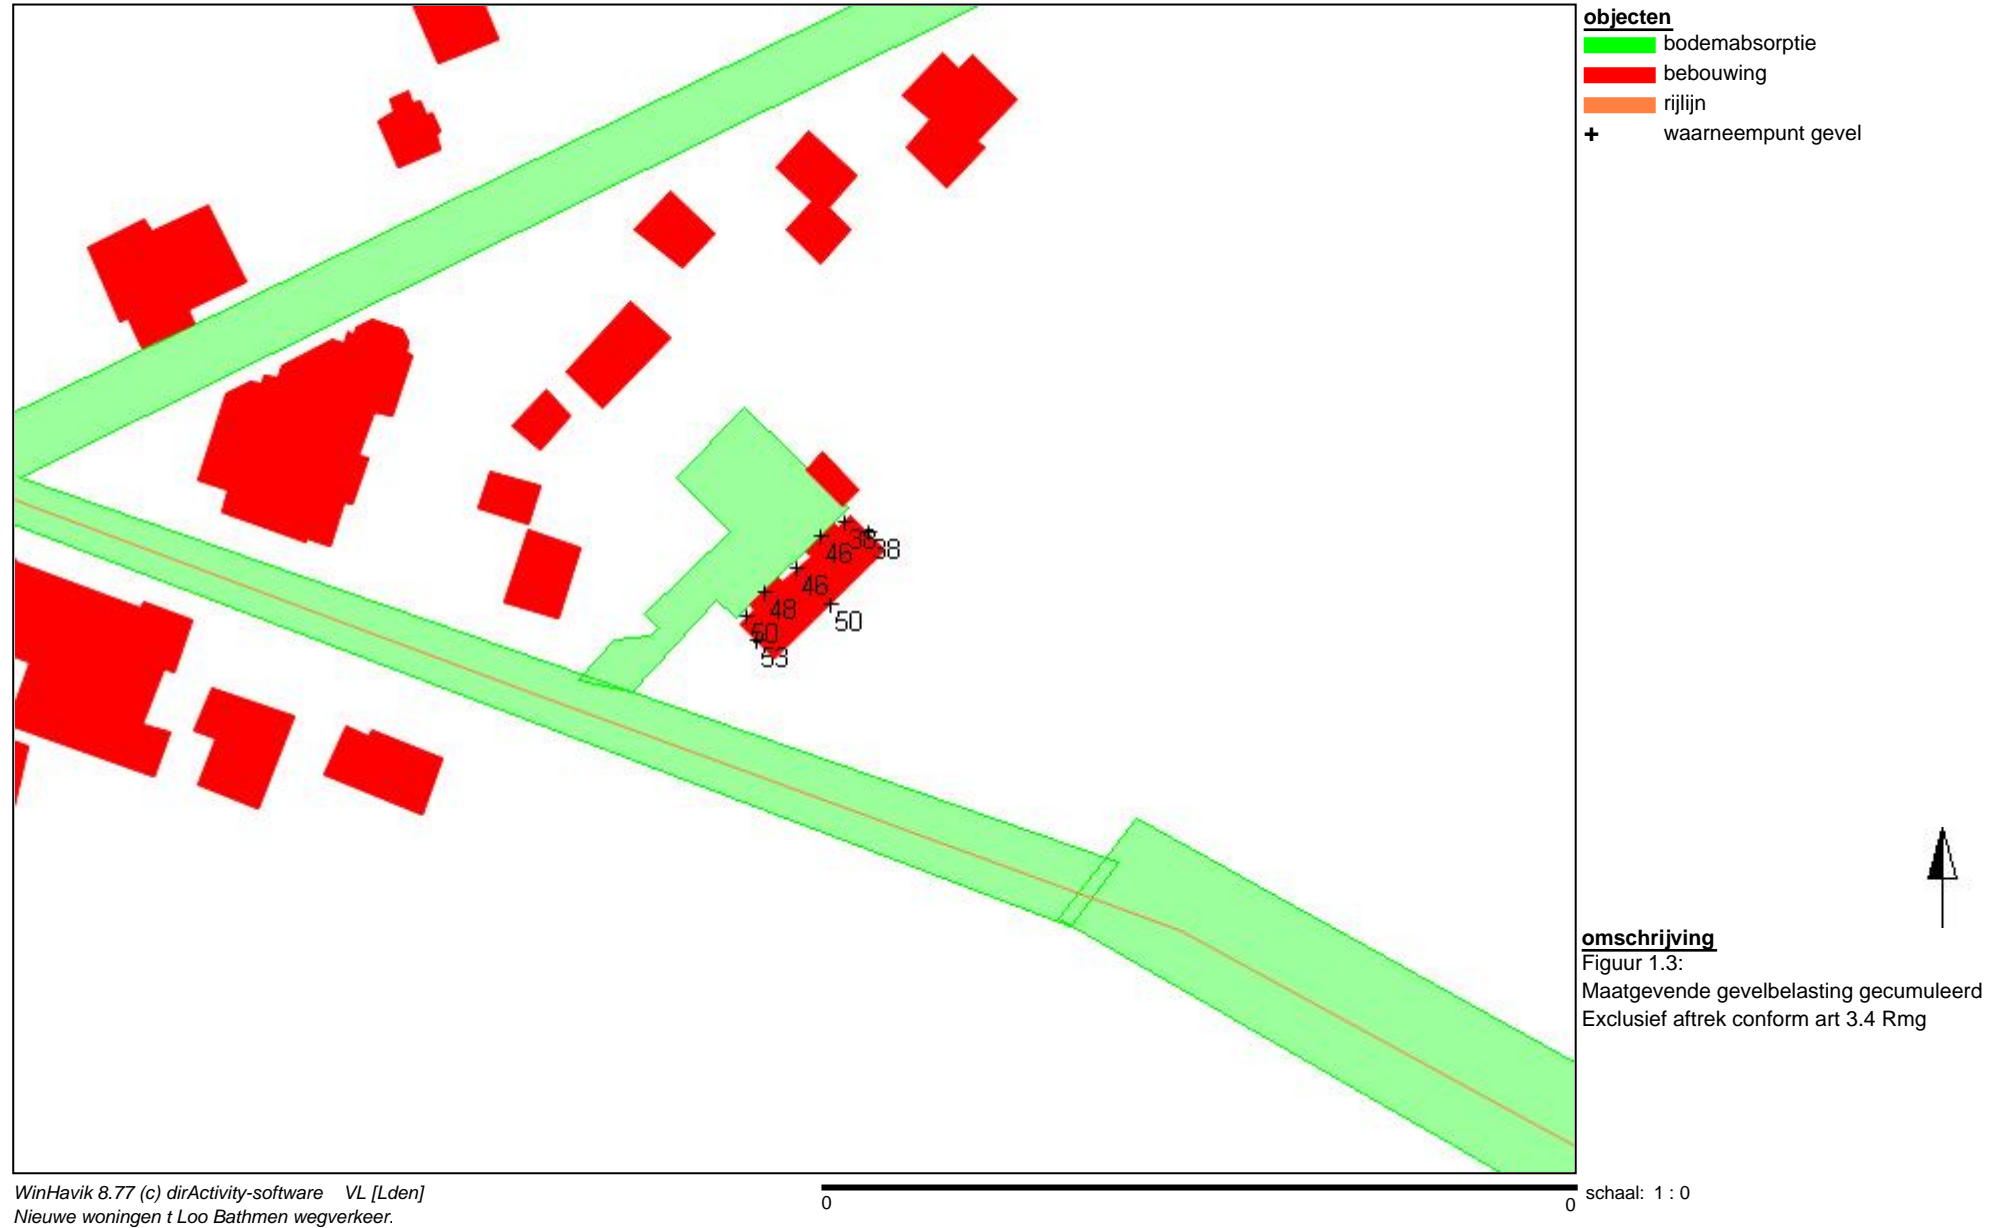 objecten
bodemabsorptie
bebouwing
rijlijn
+ waarneempunt gevel
38
38
46
46
48
50
50
53
omschrijving
Figuur 1.3:
Maatgevende gevelbelasting gecumuleerd
Exclusief aftrek conform art 3.4 Rmg
WinHavik 8.77 (c) dirActivity-software VL [Lden]
Nieuwe woningen t Loo Bathmen wegverkeer.
0 0
schaal: 1 : 0